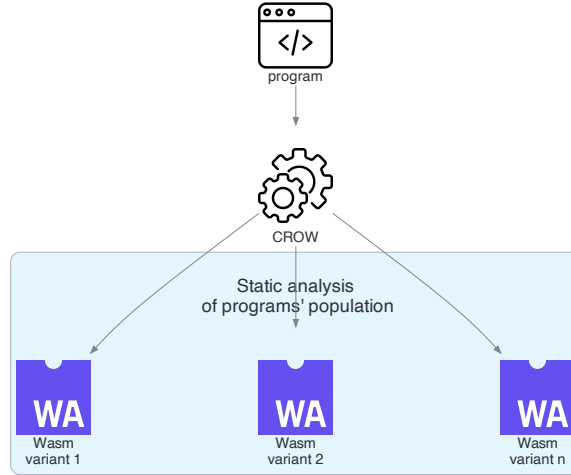 </>
program
CROW
Static analysis
of programs' population
WA
WA
WA
Wasm
variant 1
Wasm
variant 2
Wasm
variant n